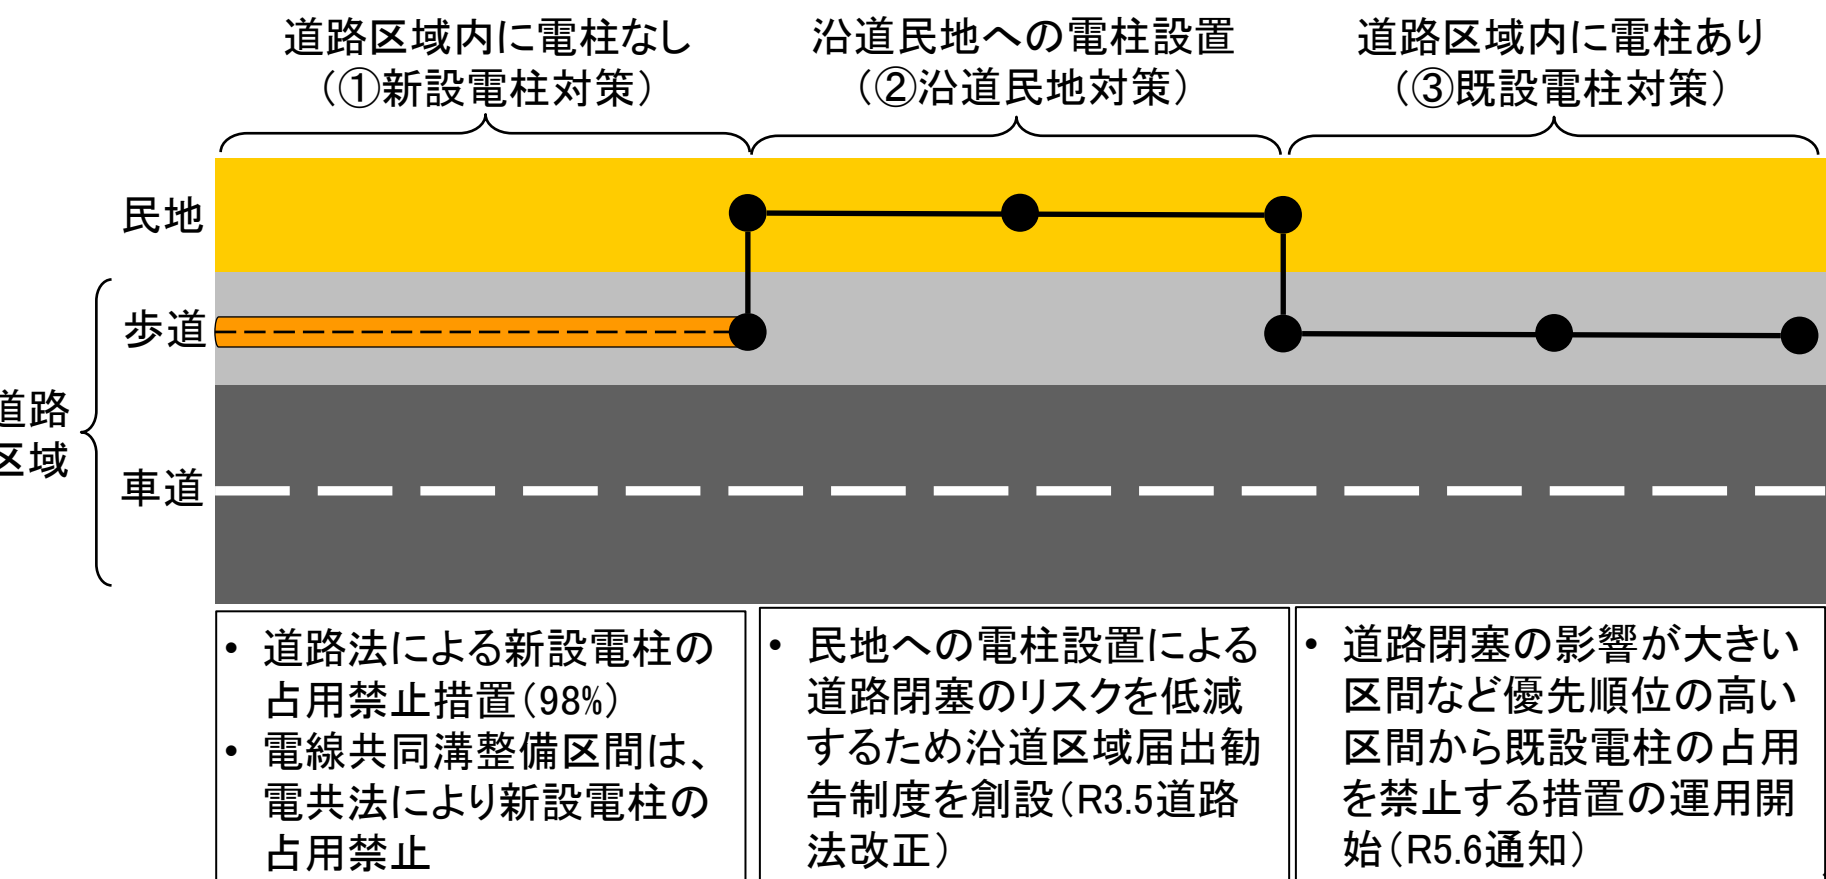 道路区域内に電柱なし
（①新設電柱対策）
沿道民地への電柱設置
（②沿道民地対策）
道路区域内に電柱あり
（③既設電柱対策）
民地
歩道
道路
区域
車道
• 道路法による新設電柱の
占用禁止措置（98%）
• 電線共同溝整備区間は、
電共法により新設電柱の
占用禁止
• 民地への電柱設置による
道路閉塞のリスクを低減
するため沿道区域届出勧
告制度を創設（R3.5道路
法改正）
• 道路閉塞の影響が大きい
区間など優先順位の高い
区間から既設電柱の占用
を禁止する措置の運用開
始（R5.6通知）